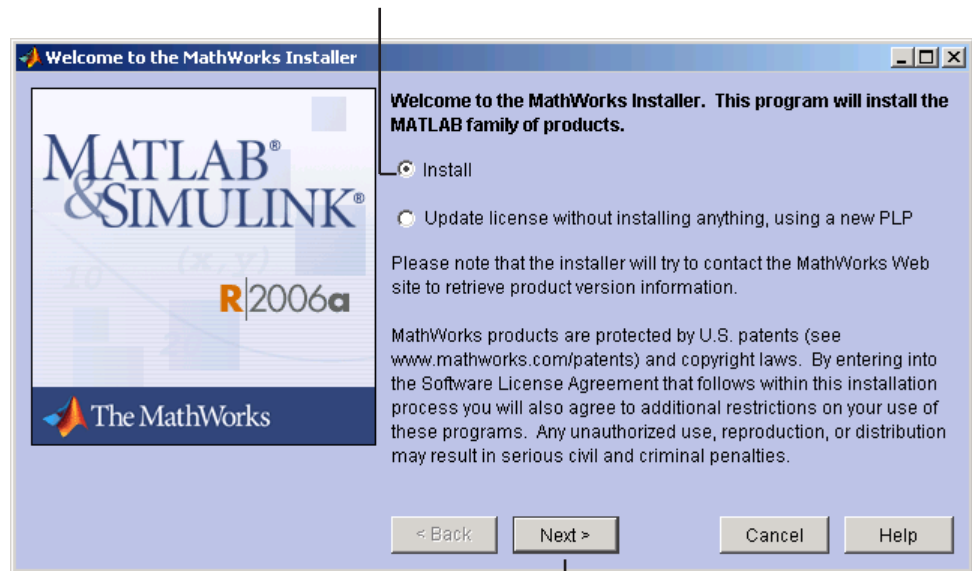 Welcome to the MathWorks Installer
MATLAB®
&SIMULINK®
10
(x,y)
20
R2006a
The MathWorks
Welcome to the MathWorks Installer. This program will install the
MATLAB family of products.
Install
Update license without installing anything, using a new PLP
Please note that the installer will try to contact the MathWorks Web
site to retrieve product version information.
MathWorks products are protected by U.S. patents (see
www.mathworks.com/patents) and copyright laws. By entering into
the Software License Agreement that follows within this installation
process you will also agree to additional restrictions on your use of
these programs. Any unauthorized use, reproduction, or distribution
may result in serious civil and criminal penalties.
< Back
Next >
Cancel
Help